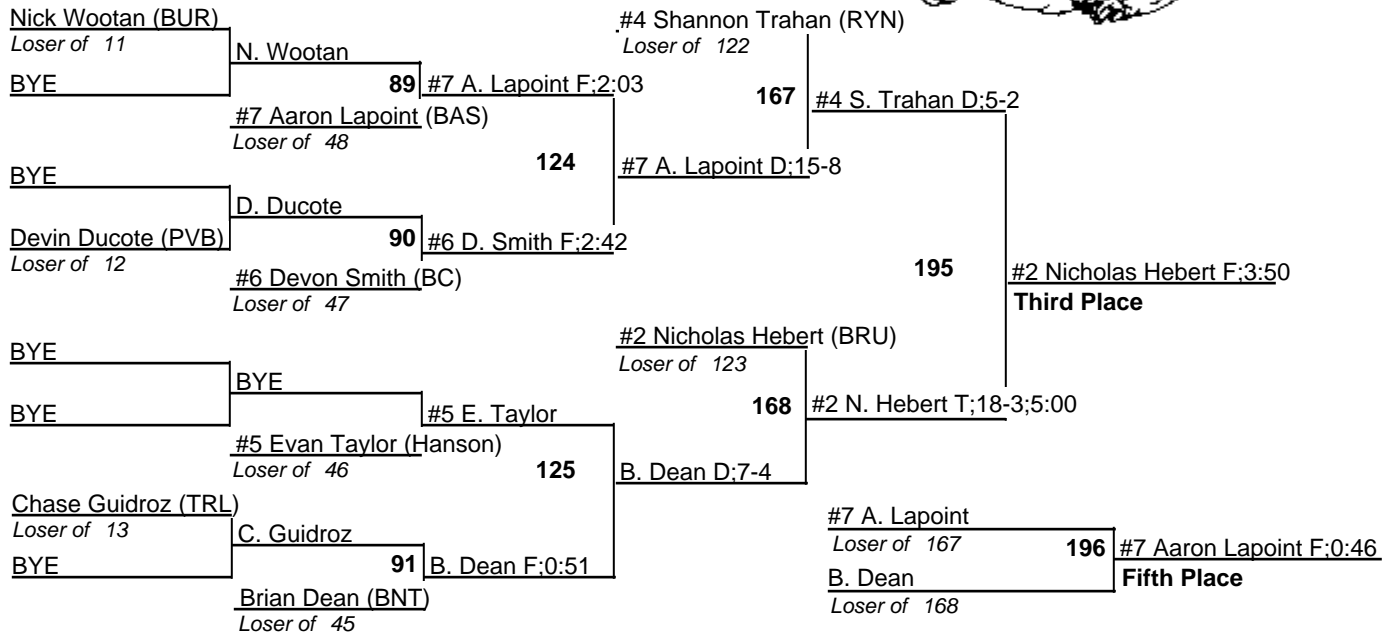 Nick Wootan (BUR)
Loser of 11
BYE
N. Wootan
89
#7 Aaron Lapoint (BAS)
Loser of 48
#7 A. Lapoint F;2:03
BYE
Devin Ducote (PVB)
Loser of 12
D. Ducote
90
#6 Devon Smith (BC)
Loser of 47
#6 D. Smith F;2:42
124
#7 A. Lapoint D;15-8
#4 Shannon Trahan (RYN)
Loser of 122
167
#4 S. Trahan D;5-2
BYE
BYE
BYE
#5 Evan Taylor (Hanson)
Loser of 46
#5 E. Taylor
Chase Guidroz (TRL)
Loser of 13
BYE
C. Guidroz
91
Brian Dean (BNT)
Loser of 45
B. Dean F;0:51
125
B. Dean D;7-4
#2 Nicholas Hebert (BRU)
Loser of 123
168
#2 N. Hebert T;18-3;5:00
195
#2 Nicholas Hebert F;3:50
Third Place
#7 A. Lapoint
Loser of 167
B. Dean
Loser of 168
196
#7 Aaron Lapoint F;0:46
Fifth Place